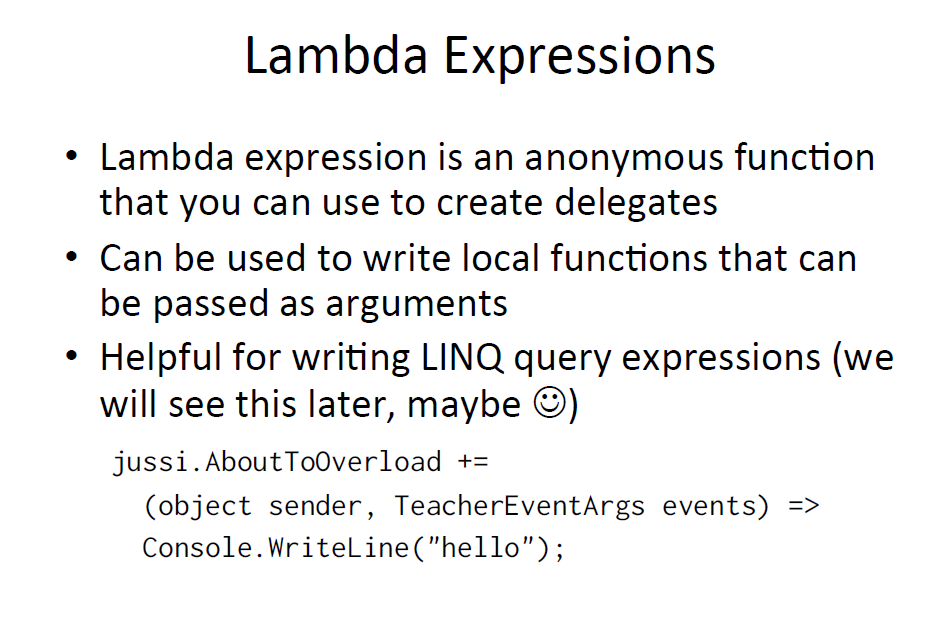 Lambda Expressions
• Lambda expression is an anonymous function
that you can use to create delegates
• Can be used to write local functions that can
be passed as arguments
• Helpful for writing LINQ query expressions (we
will see this later, maybe ☺)
jussi.AboutToOverload +=
(object sender, TeacherEventArgs events) =>
Console.WriteLine("hello");